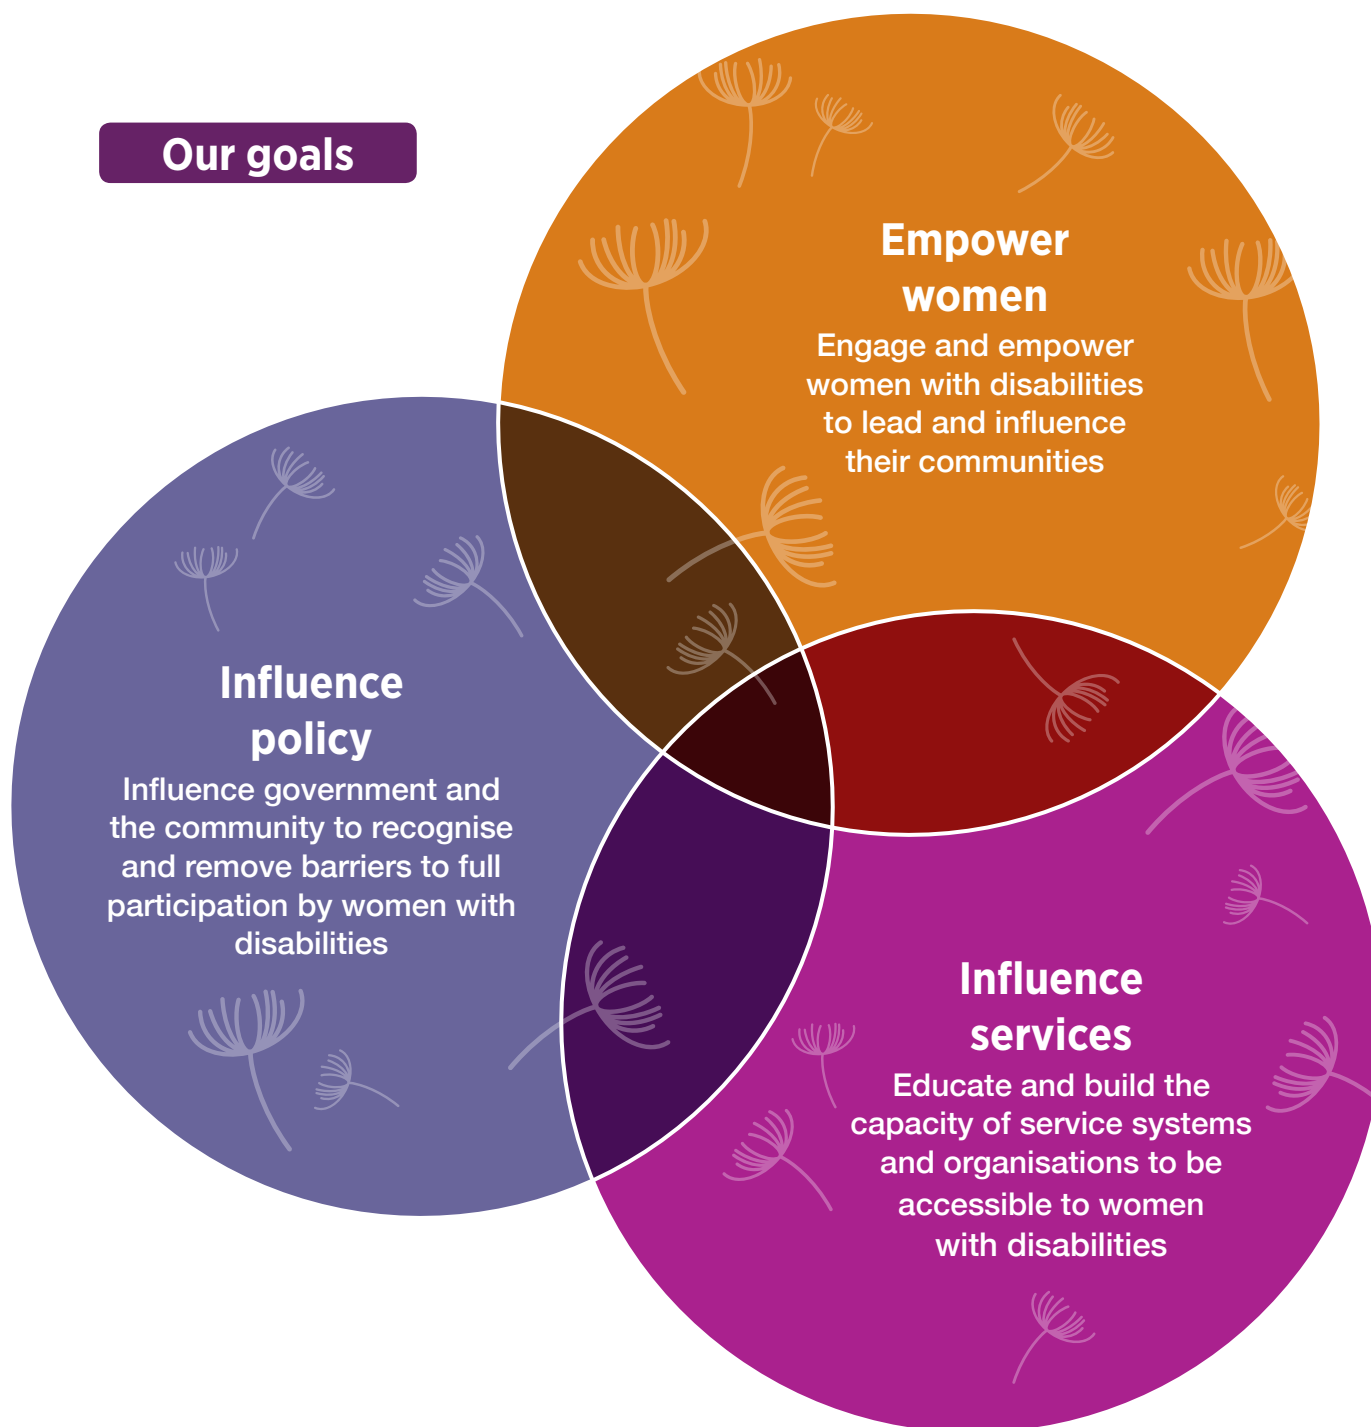 Our goals
Empower
women
Engage and empower
women with disabilities
to lead and influence
their communities
Influence
policy
Influence government and
the community to recognise
and remove barriers to full
participation by women with
disabilities
Influence
services
Educate and build the
capacity of service systems
and organisations to be
accessible to women
with disabilities